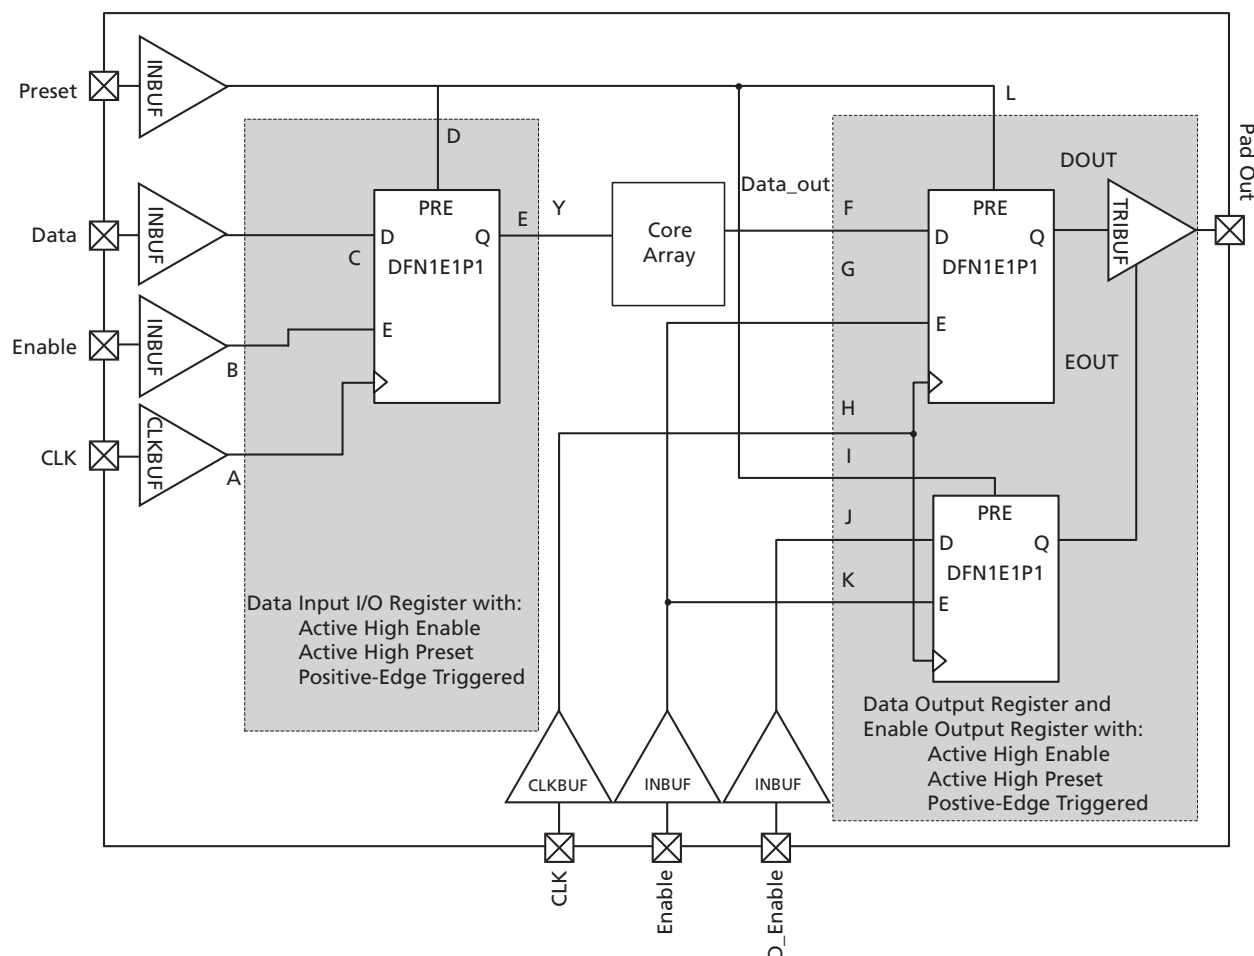 Preset
INBUF
L
D
Pad Out
DOUT
Data_out
PRE
PRE
INBUF
Data
D
Q
E
Y
Core
Array
F
D
Q
TRIBUF
C
DFN1E1P1
G
DFN1E1P1
Enable
INBUF
B
E
E
EOUT
CLK
CLKBUF
A
H
I
PRE
J
D
Q
DFN1E1P1
K
E
Data Input I/O Register with:
Active High Enable
Active High Preset
Positive-Edge Triggered
Data Output Register and
Enable Output Register with:
Active High Enable
Active High Preset
Postive-Edge Triggered
CLKBUF
INBUF
INBUF
CLK
Enable
D_Enable